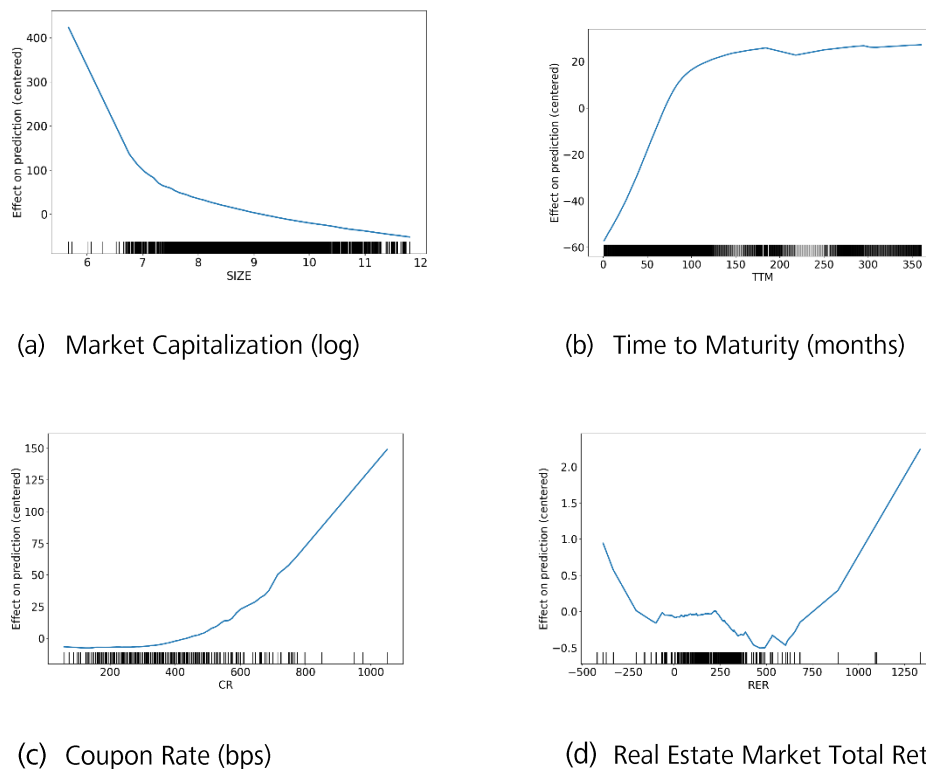 400
300
200
100
0
Effect on prediction (centered)
6 7 8 9 10 11 12
SIZE
(a) Market Capitalization (log)
20
0
−20
−40
−60
Effect on prediction (centered)
0 50 100 150 200 250 300 350
TTM
(b) Time to Maturity (months)
150
125
100
75
50
25
0
Effect on prediction (centered)
200 400 600 800 1000
CR
(c) Coupon Rate (bps)
2.0
1.5
1.0
0.5
0.0
−0.5
Effect on prediction (centered)
−500 −250 0 250 500 750 1000 1250
RER
(d) Real Estate Market Total Ret